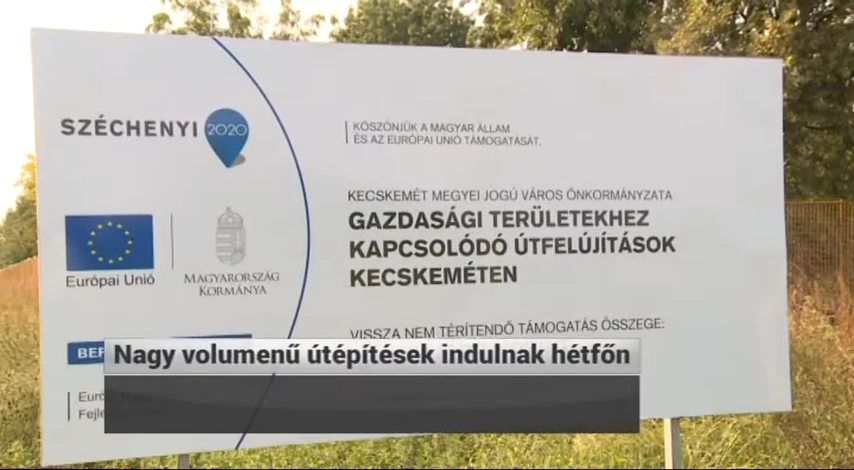 SZÉCHENYI 2020
KÖSZÖNJÜK A MAGYAR ÁLLAM
ÉS AZ EURÓPAI UNIÓ TÁMOGATÁSÁT.
Európai Unió
MAGYARORSZÁG
KORMÁNYA
KECSKEMÉT MEGYEI JOGÚ VÁROS ÖNKORMÁNYZATA
GAZDASÁGI TERÜLETEKHEZ
KAPCSOLÓDÓ ÚTFELÚJÍTÁSOK
KECSKEMÉTEN
VISSZA NEM TÉRÍTENDŐ TÁMOGATÁS ÖSSZEGE:
Nagy volumenű útépítések indulnak hétfőn